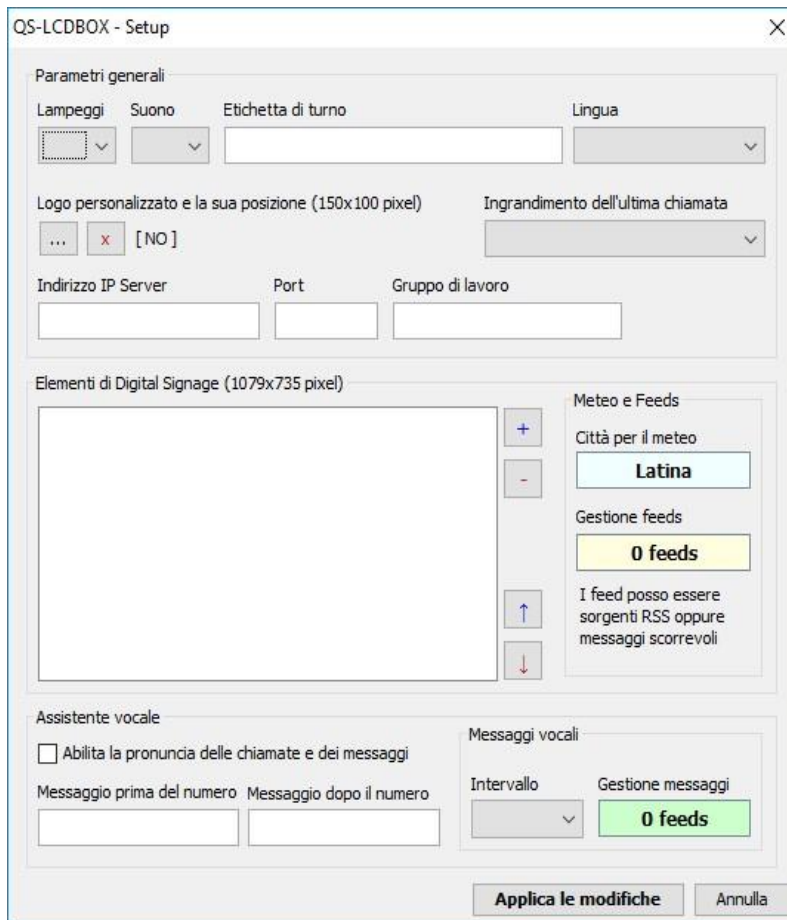 QS-LCDBOX - Setup
Parametri generali
Lampeggi Suono Etichetta di turno Lingua
Logo personalizzato e la sua posizione (150x100 pixel) Ingrandimento dell'ultima chiamata
... x [ NO ]
Indirizzo IP Server Port Gruppo di lavoro
Elementi di Digital Signage (1079x735 pixel)
Meteo e Feeds
+
Città per il meteo
-
Latina
Gestione feeds
0 feeds
I feed posso essere
↑
sorgenti RSS oppure
messaggi scorrevoli
↓
Assistente vocale
Messaggi vocali
Abilita la pronuncia delle chiamate e dei messaggi
Messaggio prima del numero Messaggio dopo il numero Intervallo Gestione messaggi
0 feeds
Applica le modifiche Annulla